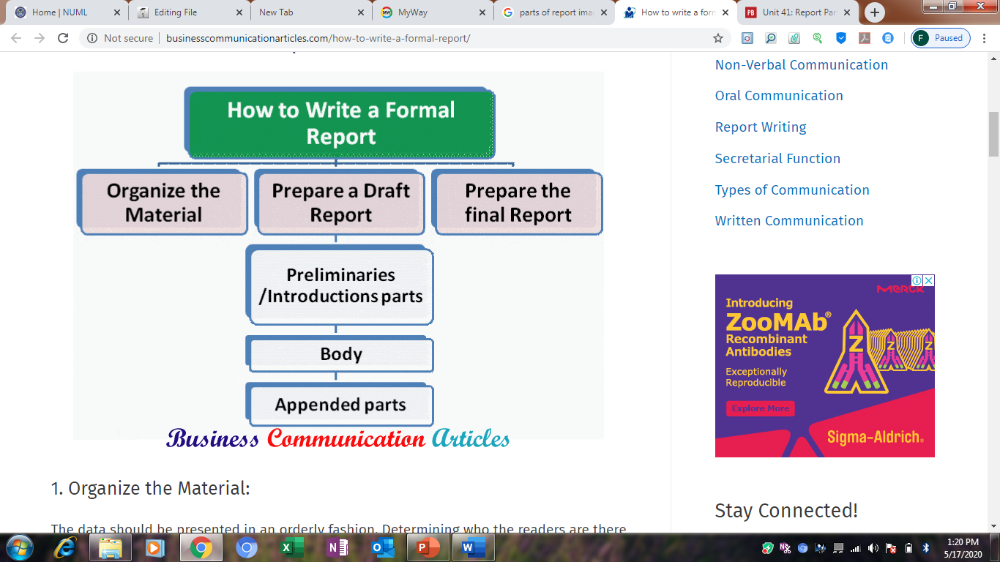 Home | NUML
Editing File
New Tab
MyWay
parts of report ima
How to write a form
Unit 41: Report Par
Not secure | businesscommunicationarticles.com/how-to-write-a-formal-report/
F Paused
How to Write a Formal
Report
Organize the
Material
Prepare a Draft
Report
Prepare the
final Report
Preliminaries
/Introductions parts
Body
Appended parts
Business Communication Articles
1. Organize the Material:
The data should be presented in an orderly fashion. Determining who the readers are there
Non-Verbal Communication
Oral Communication
Report Writing
Secretarial Function
Types of Communication
Written Communication
MERCK
Introducing
ZooMAb®
Recombinant
Antibodies
Exceptionally
Reproducible
Explore More
Z
Z
Z
Sigma-Aldrich®
Stay Connected!
1:20 PM
5/17/2020